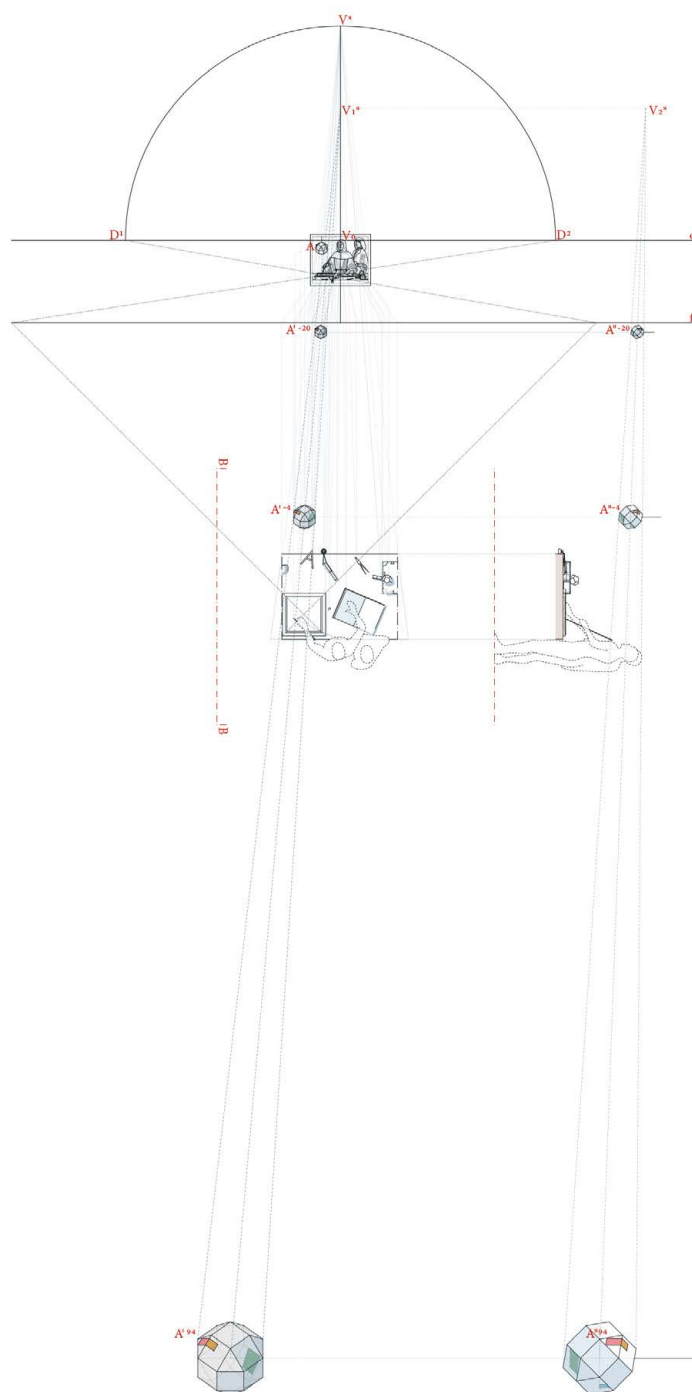 V*
V₁* V₂*
D¹ V₀ D²
A
A' -20 A" -20
B|
A' -4 A" -4
|B
A' 94 A" 94